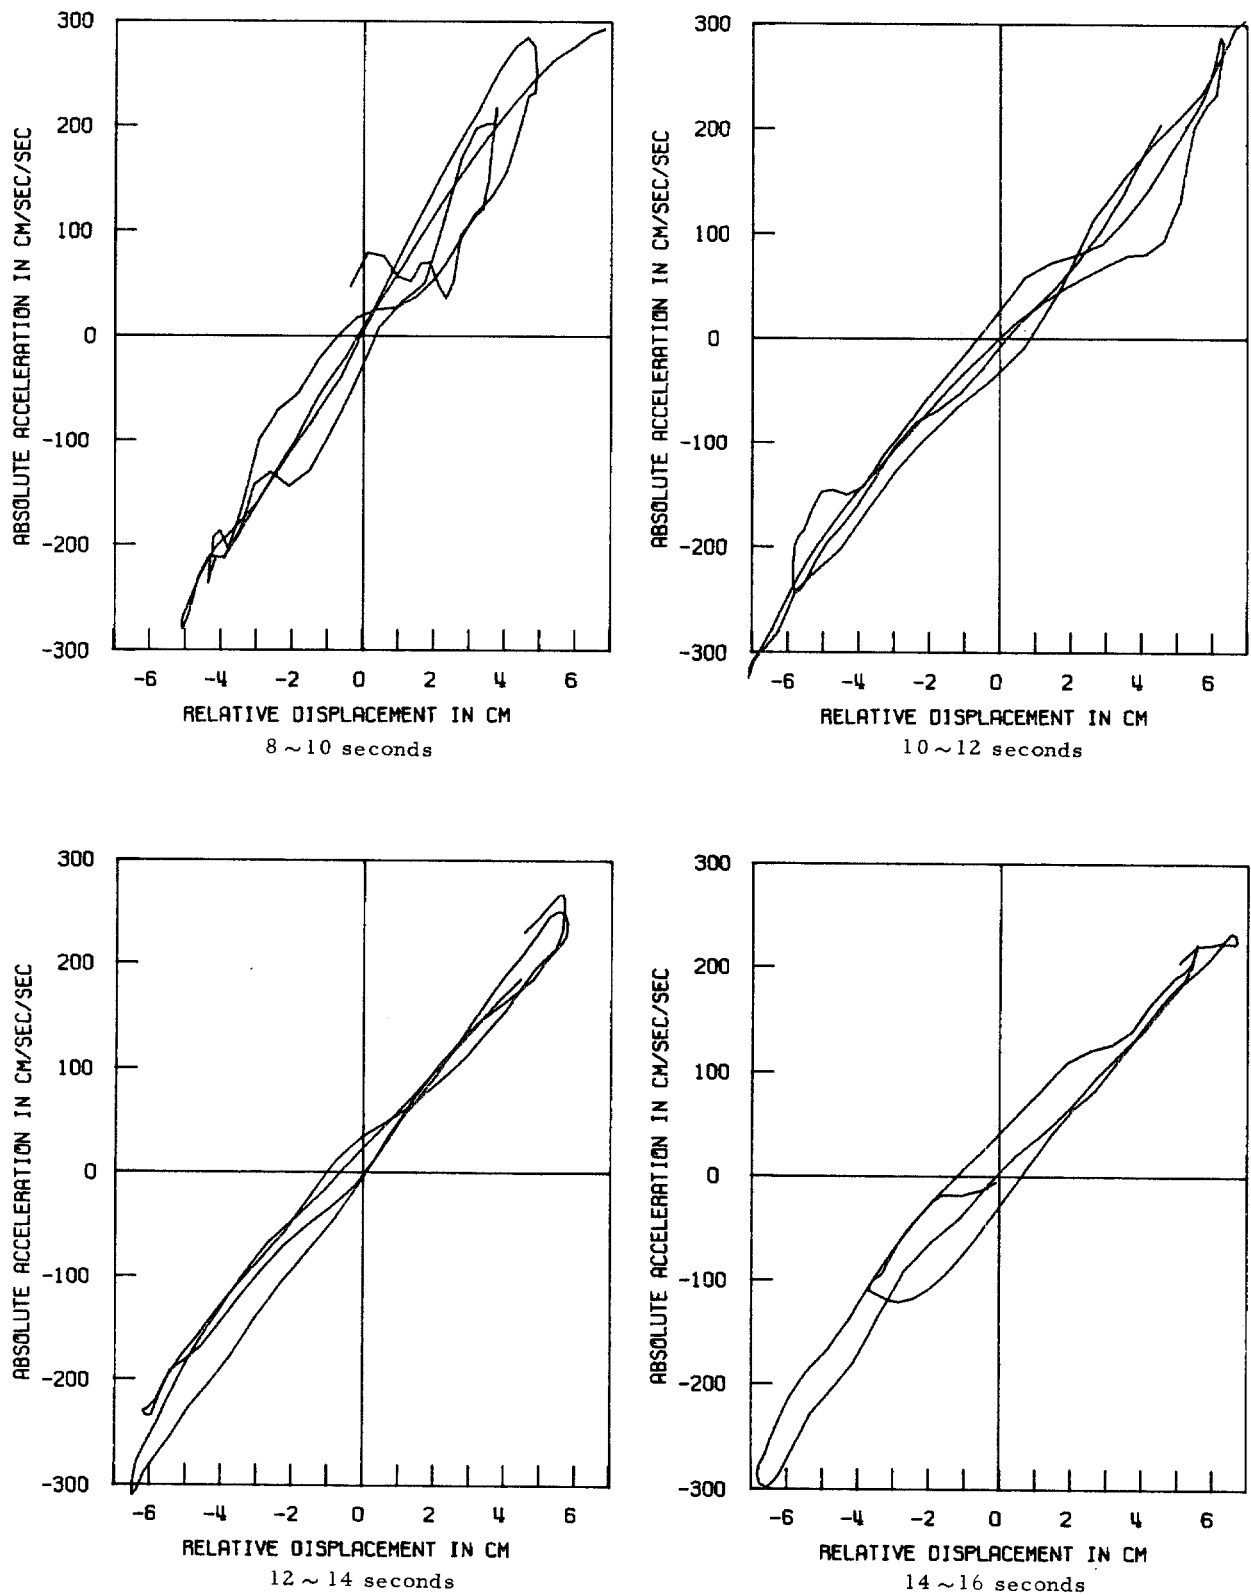 300
200
100
0
-100
-200
-300
ABSOLUTE ACCELERATION IN CM/SEC/SEC
-6 -4 -2 0 2 4 6
RELATIVE DISPLACEMENT IN CM
8 ~ 10 seconds
300
200
100
0
-100
-200
-300
ABSOLUTE ACCELERATION IN CM/SEC/SEC
-6 -4 -2 0 2 4 6
RELATIVE DISPLACEMENT IN CM
10 ~ 12 seconds
300
200
100
0
-100
-200
-300
ABSOLUTE ACCELERATION IN CM/SEC/SEC
-6 -4 -2 0 2 4 6
RELATIVE DISPLACEMENT IN CM
12 ~ 14 seconds
300
200
100
0
-100
-200
-300
ABSOLUTE ACCELERATION IN CM/SEC/SEC
-6 -4 -2 0 2 4 6
RELATIVE DISPLACEMENT IN CM
14 ~ 16 seconds